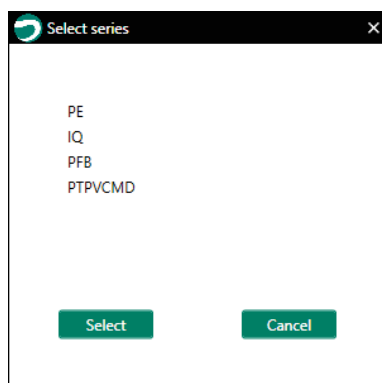 Select series
PE
IQ
PFB
PTPVCMD
Select
Cancel